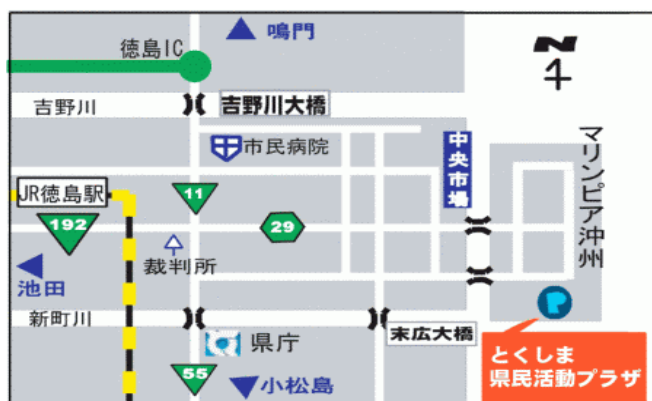 鳴門
徳島IC
N
吉野川
吉野川大橋
市民病院
中央市場
マリンピア沖州
JR徳島駅
11
192
29
裁判所
池田
新町川
県庁
末広大橋
P
とくしま
県民活動プラザ
55
小松島